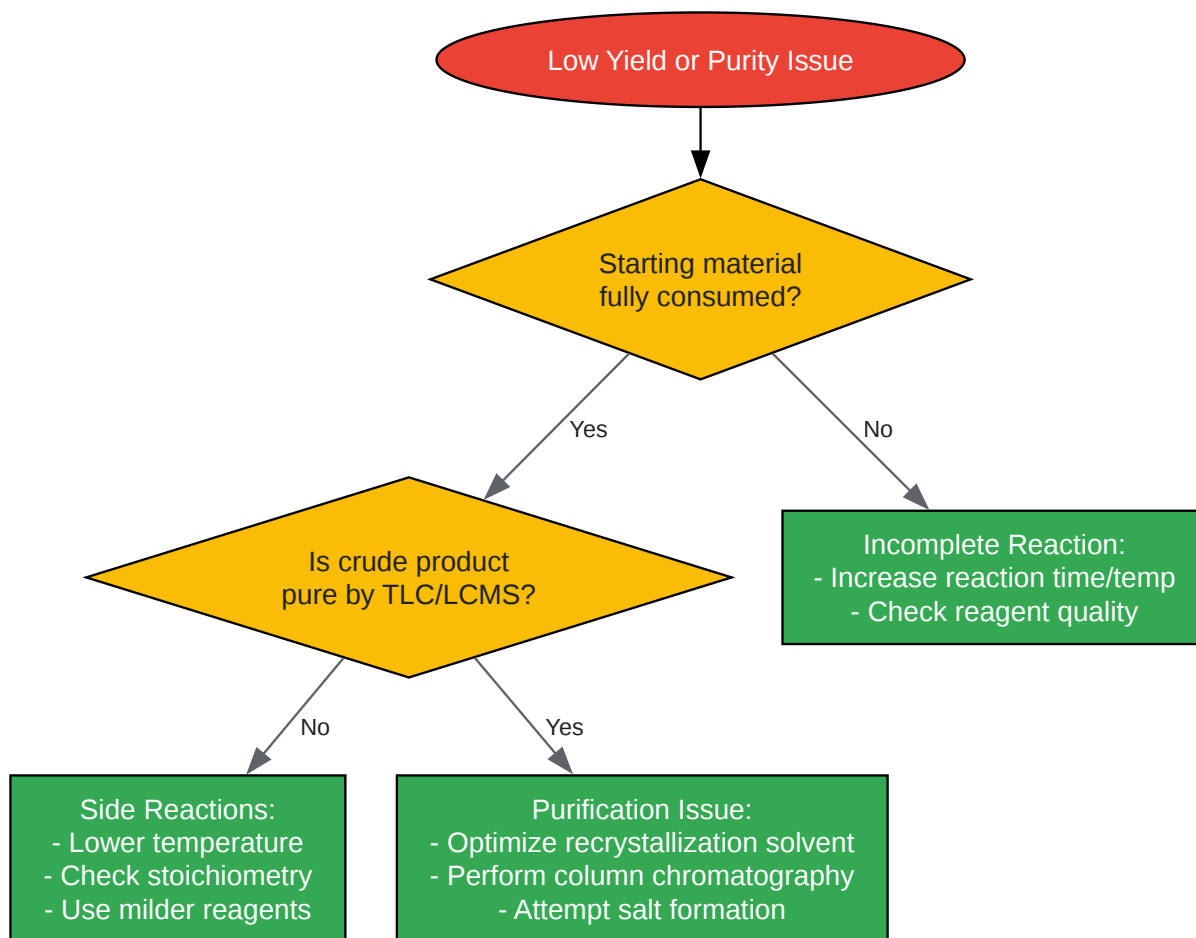 Low Yield or Purity Issue
Starting material
fully consumed?
Yes
No
Is crude product
pure by TLC/LCMS?
Incomplete Reaction:
- Increase reaction time/temp
- Check reagent quality
No
Yes
Side Reactions:
- Lower temperature
- Check stoichiometry
- Use milder reagents
Purification Issue:
- Optimize recrystallization solvent
- Perform column chromatography
- Attempt salt formation